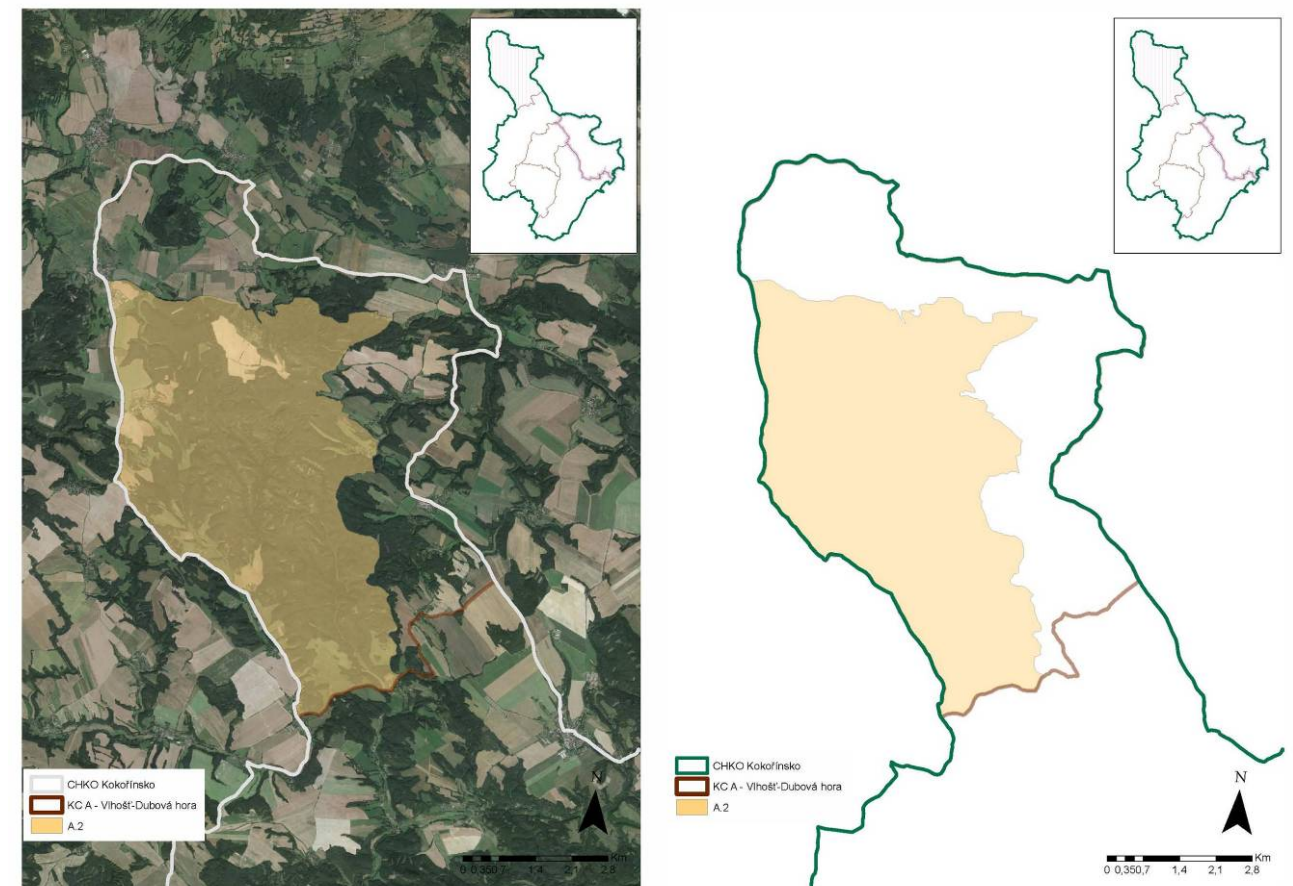 CHKO Kokořínsko
KC A - Vlhošť-Dubová hora
A.2
N
Km
0 0,350,7 1,4 2,1 2,8
CHKO Kokořínsko
KC A - Vlhošť-Dubová hora
A.2
N
Km
0 0,350,7 1,4 2,1 2,8